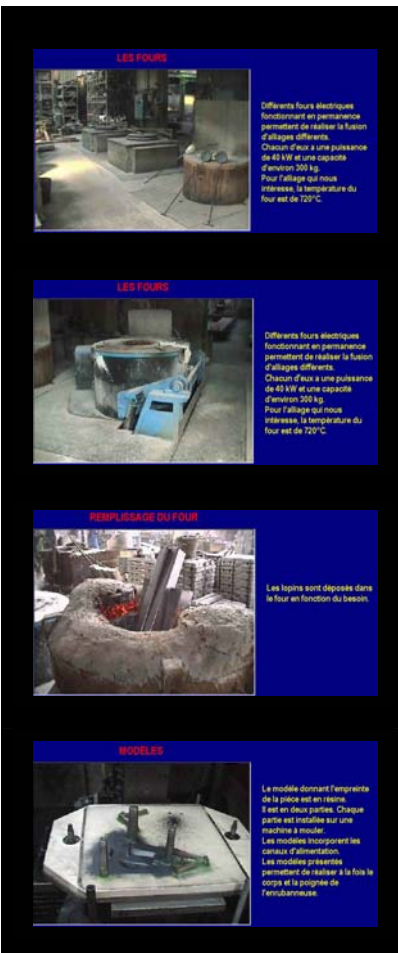 LES FOURS
Différents fours électriques
fonctionnant en permanence
permettent de réaliser la fusion
d'alliages différents.
Chacun d'eux a une puissance
de 40 kW et une capacité
d'environ 300 kg.
Pour l'alliage qui nous
intéresse, la température du
four est de 720°C.
LES FOURS
Différents fours électriques
fonctionnant en permanence
permettent de réaliser la fusion
d'alliages différents.
Chacun d'eux a une puissance
de 40 kW et une capacité
d'environ 300 kg.
Pour l'alliage qui nous
intéresse, la température du
four est de 720°C.
REMPLISSAGE DU FOUR
Les lopins sont déposés dans
le four en fonction du besoin.
MODÈLES
Le modèle donnant l'empreinte
de la pièce est en résine.
Il est en deux parties. Chaque
partie est installée sur une
machine à mouler.
Les modèles incorporent les
canaux d'alimentation.
Les modèles présentés
permettent de réaliser à la fois le
corps et la poignée de
l'enrubanneuse.